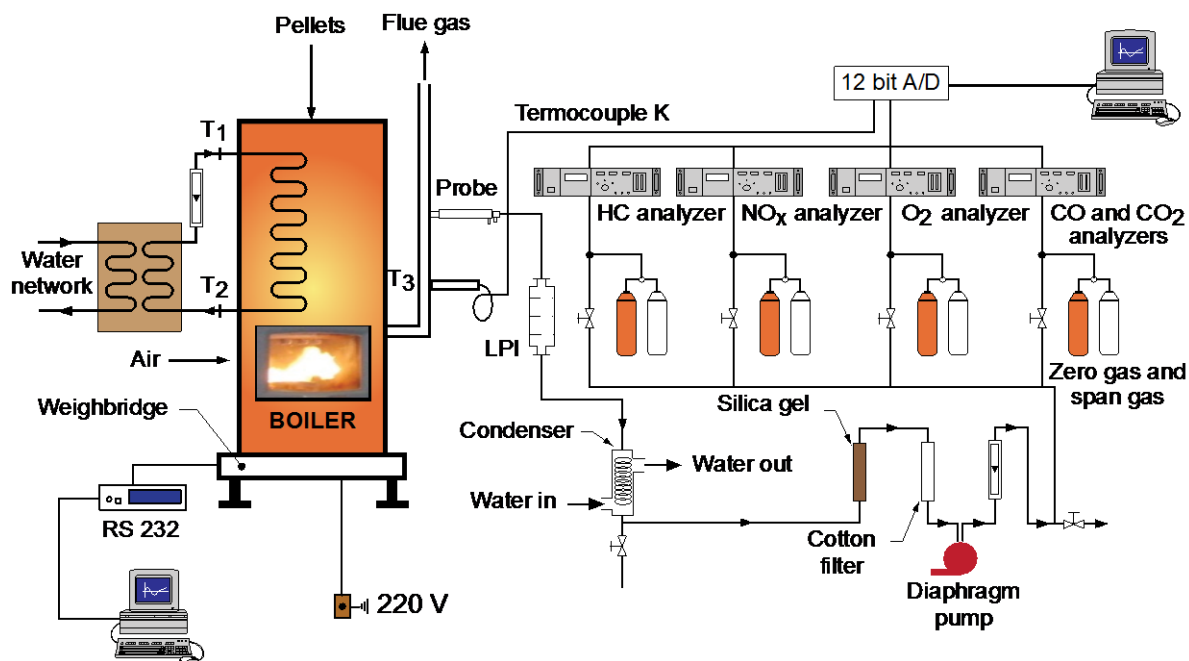 Pellets
Flue gas
12 bit A/D
Termocouple K
T1
Probe
HC analyzer
NOX analyzer
O2 analyzer
CO and CO2
analyzers
Water
network
T2
T3
LPI
Air
BOILER
Zero gas and
span gas
Weighbridge
Silica gel
Condenser
Water out
Water in
RS 232
Cotton
filter
Diaphragm
pump
220 V